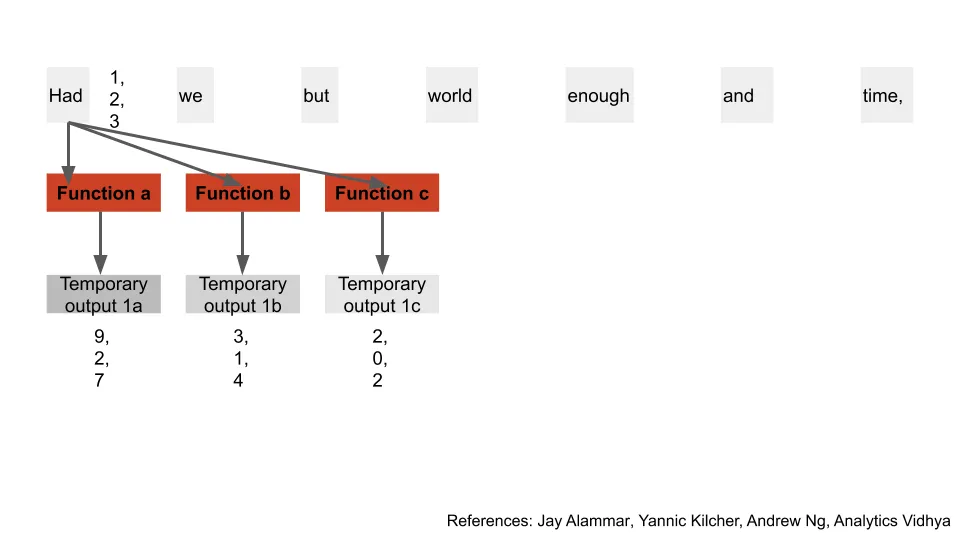 Had
1,
2,
3
we
but
world
enough
and
time,
Function a
Function b
Function c
Temporary
output 1a
Temporary
output 1b
Temporary
output 1c
9,
2,
7
3,
1,
4
2,
0,
2
References: Jay Alammar, Yannic Kilcher, Andrew Ng, Analytics Vidhya